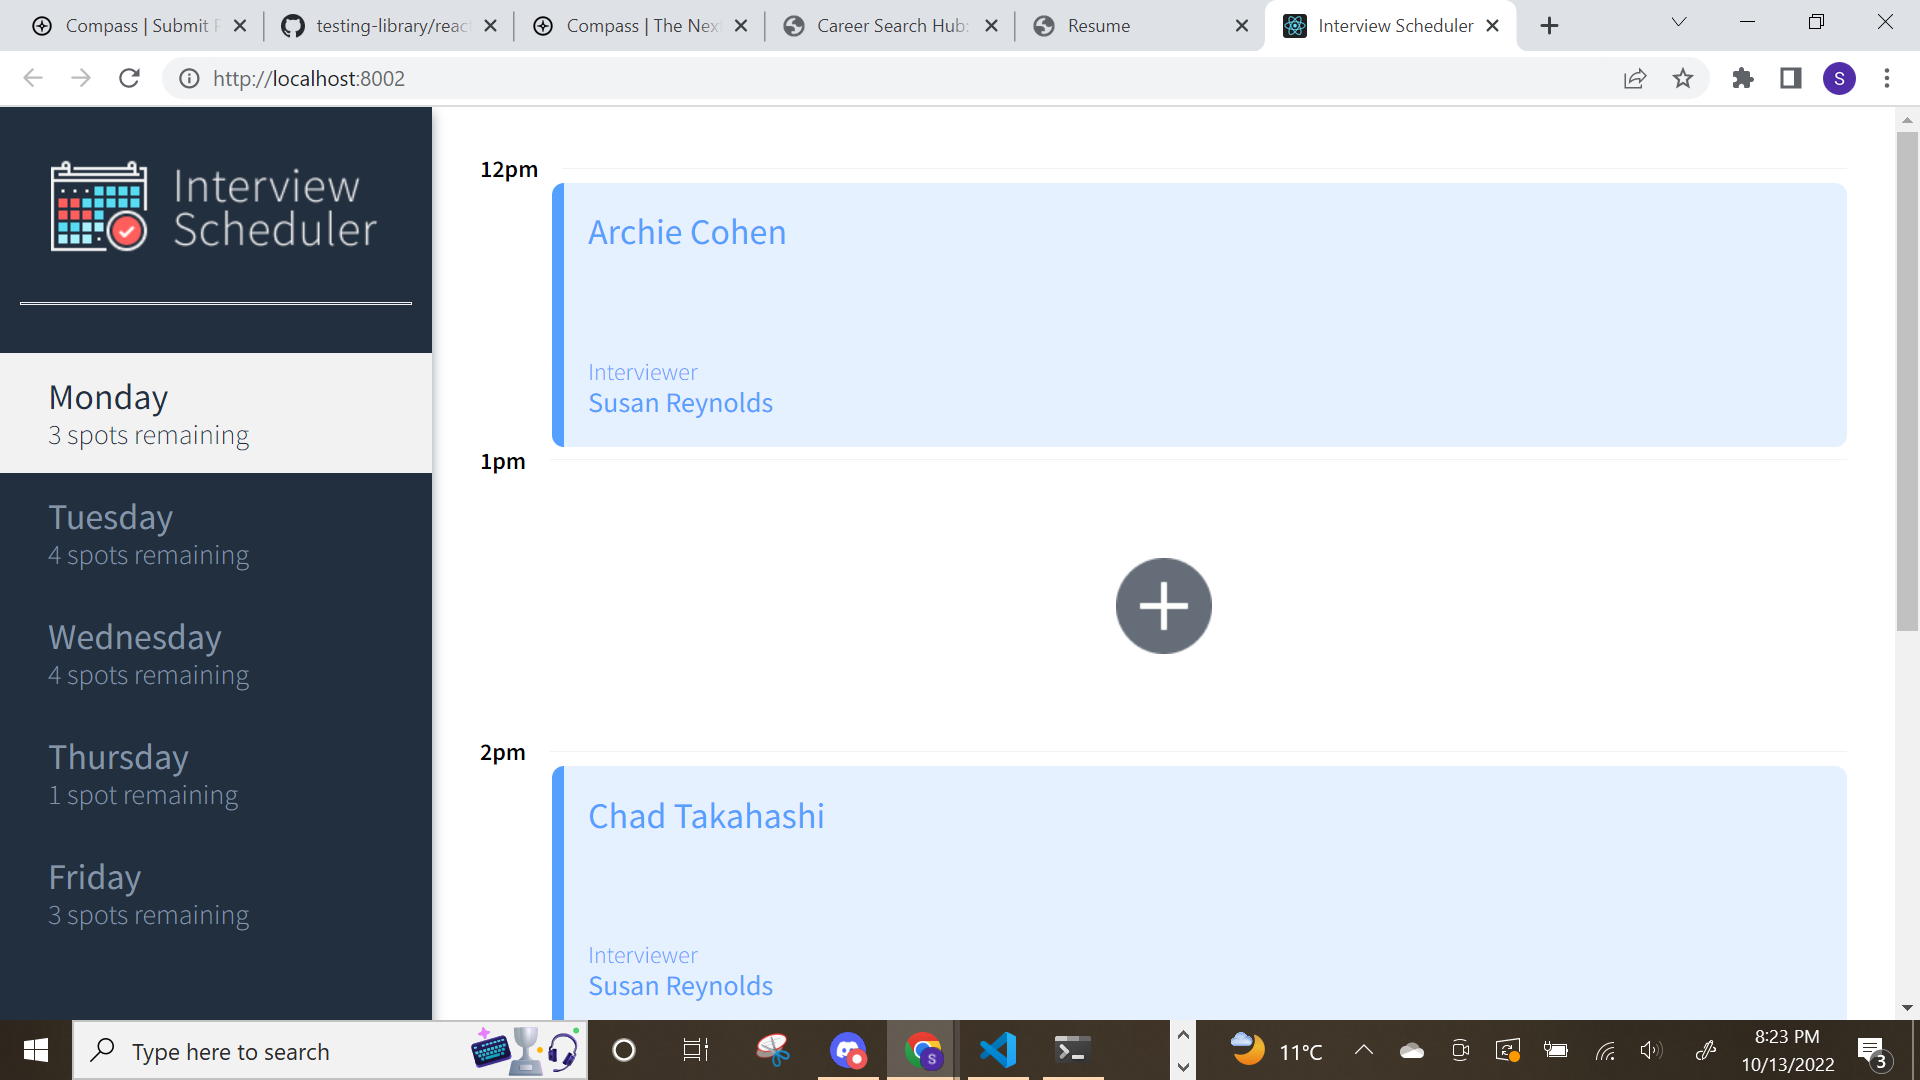 Compass | Submit
testing-library/reac
Compass | The Nex
Career Search Hub:
Resume
Interview Scheduler
http://localhost:8002
S
Interview
Scheduler
Monday
3 spots remaining
Tuesday
4 spots remaining
Wednesday
4 spots remaining
Thursday
1 spot remaining
Friday
3 spots remaining
12pm
Archie Cohen
Interviewer
Susan Reynolds
1pm
2pm
Chad Takahashi
Interviewer
Susan Reynolds
Type here to search
S
11°C
8:23 PM
10/13/2022
3